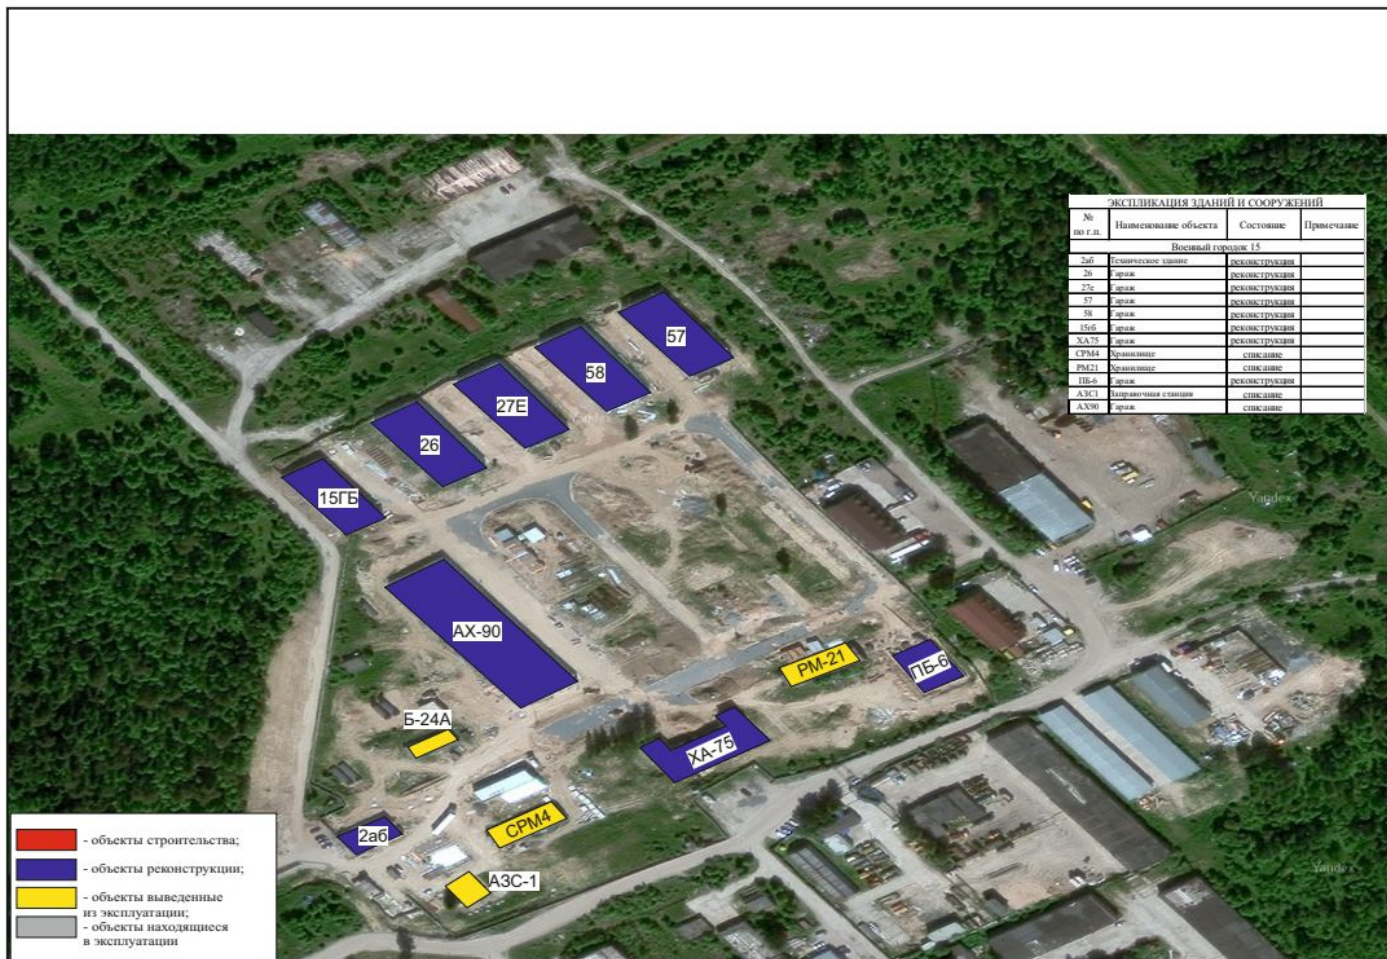 ЭКСПЛИКАЦИЯ ЗДАНИЙ И СООРУЖЕНИЙ
№ по г.п. Наименование объекта Состояние Примечание
Военный городок 15
2аб Техническое здание реконструкция
26 Гараж реконструкция
27е Гараж реконструкция
57 Гараж реконструкция
58 Гараж реконструкция
15гб Гараж реконструкция
ХА75 Гараж реконструкция
СРМ4 Хранилище списание
РМ21 Хранилище списание
ПБ-6 Гараж реконструкция
АЗС1 Заправочная станция списание
АХ90 Гараж списание
57
58
27Е
26
15ГБ
Yandex
Yandex
АХ-90
РМ-21
ПБ-6
Б-24А
ХА-75
СРМ4
2аб
АЗС-1
Yandex
- объекты строительства;
- объекты реконструкции;
- объекты выведенные
из эксплуатации;
- объекты находящиеся
в эксплуатации